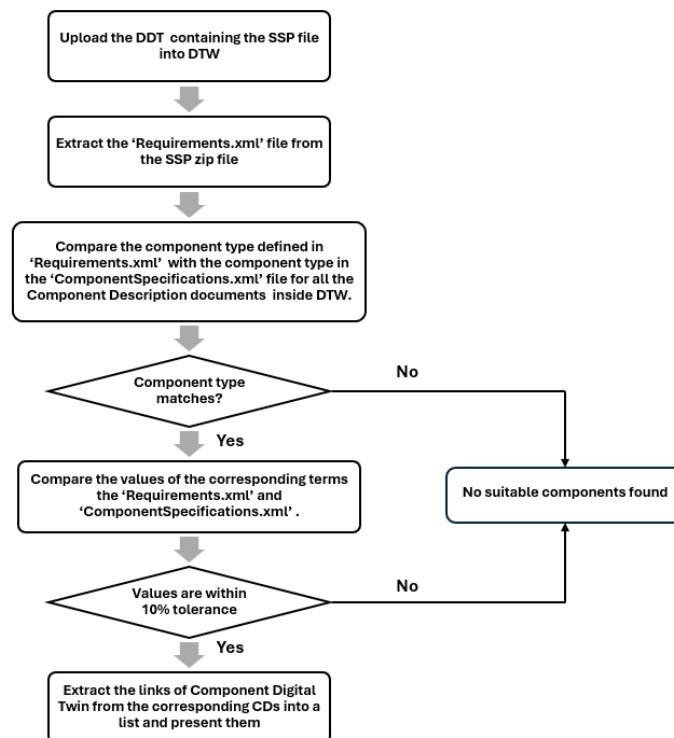 Upload the DDT containing the SSP file
into DTW
Extract the ‘Requirements.xml’ file from
the SSP zip file
Compare the component type defined in
‘Requirements.xml’ with the component type in
the ‘ComponentSpecifications.xml’ file for all the
Component Description documents inside DTW.
Component type
matches?
No
Yes
Compare the values of the corresponding terms
the ‘Requirements.xml’ and
‘ComponentSpecifications.xml’ .
No suitable components found
Values are within
10% tolerance
No
Yes
Extract the links of Component Digital
Twin from the corresponding CDs into a
list and present them